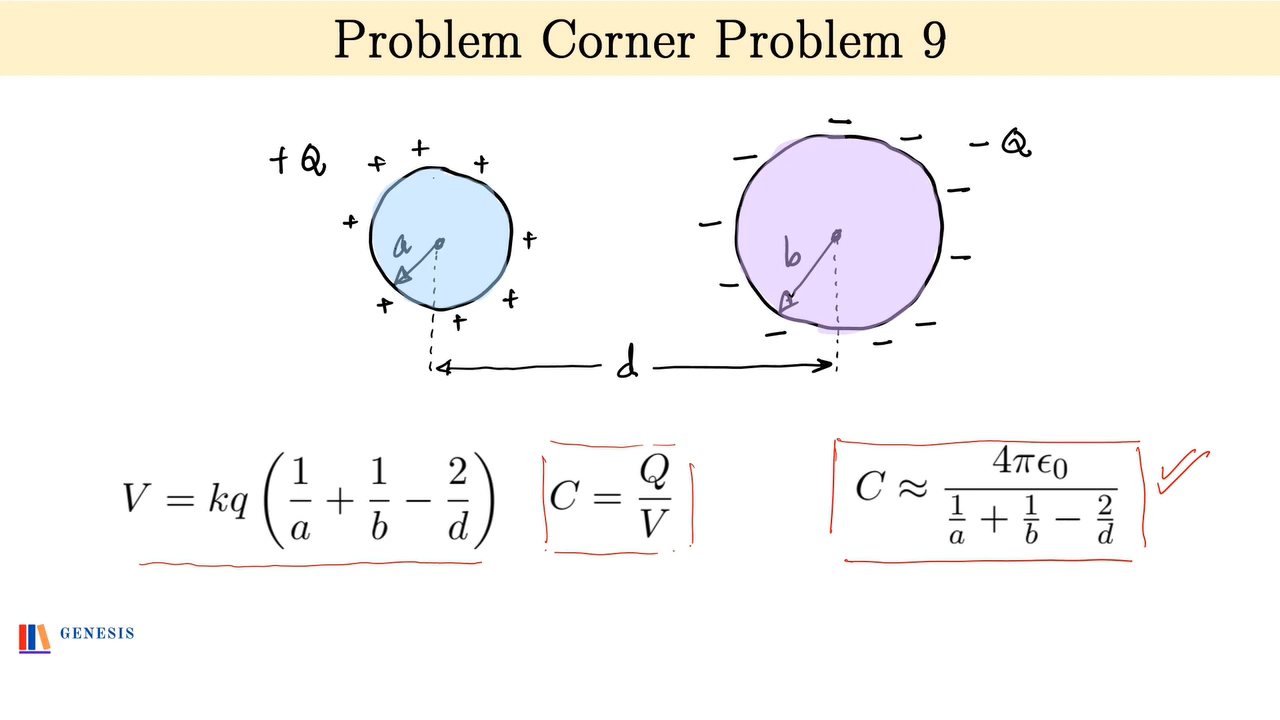 Problem Corner Problem 9
+ Q
- Q
a
b
d
V = kq (1/a + 1/b − 2/d)
C = Q/V
C ≈ 4πϵ₀ / (1/a + 1/b − 2/d)
GENESIS